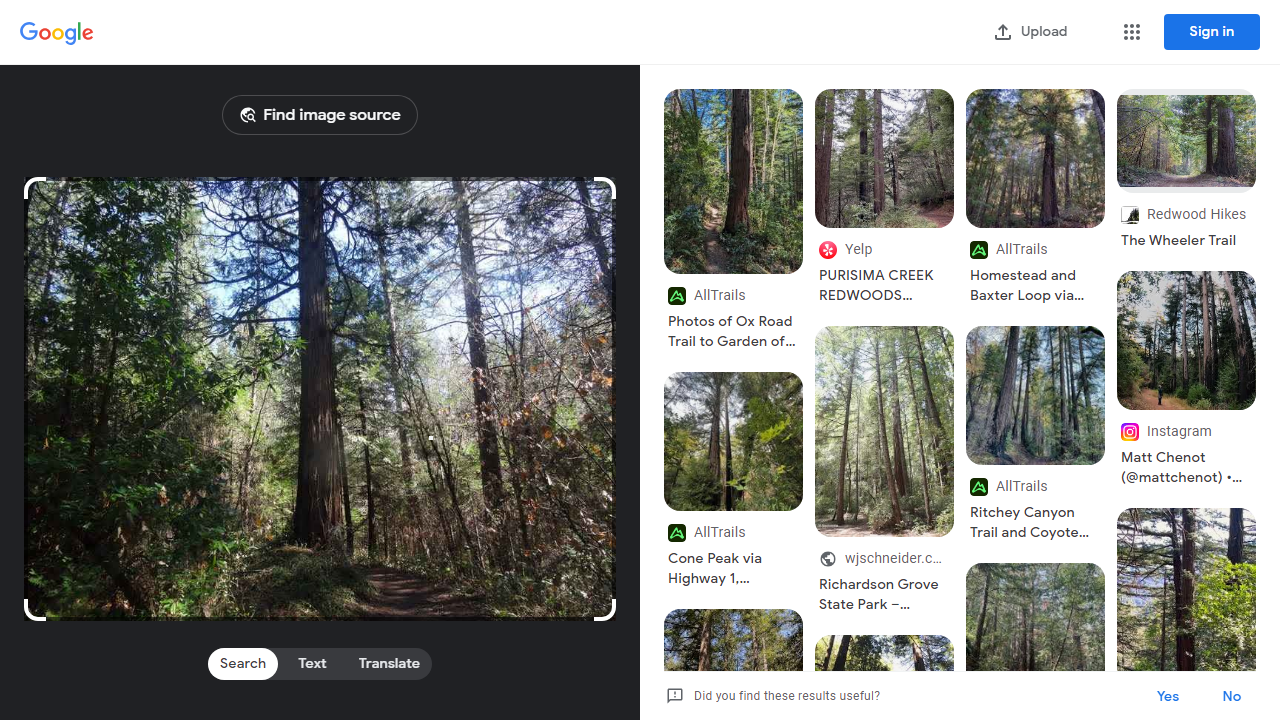 Google
Upload
Sign in
Find image source
Search
Text
Translate
AllTrails
Photos of Ox Road
Trail to Garden of...
AllTrails
Cone Peak via
Highway 1,...
Yelp
PURISIMA CREEK
REDWOODS...
wjschneider.c...
Richardson Grove
State Park –...
AllTrails
Homestead and
Baxter Loop via...
AllTrails
Ritchey Canyon
Trail and Coyote...
Redwood Hikes
The Wheeler Trail
Instagram
Matt Chenot
(@mattchenot) •...
Did you find these results useful?
Yes
No